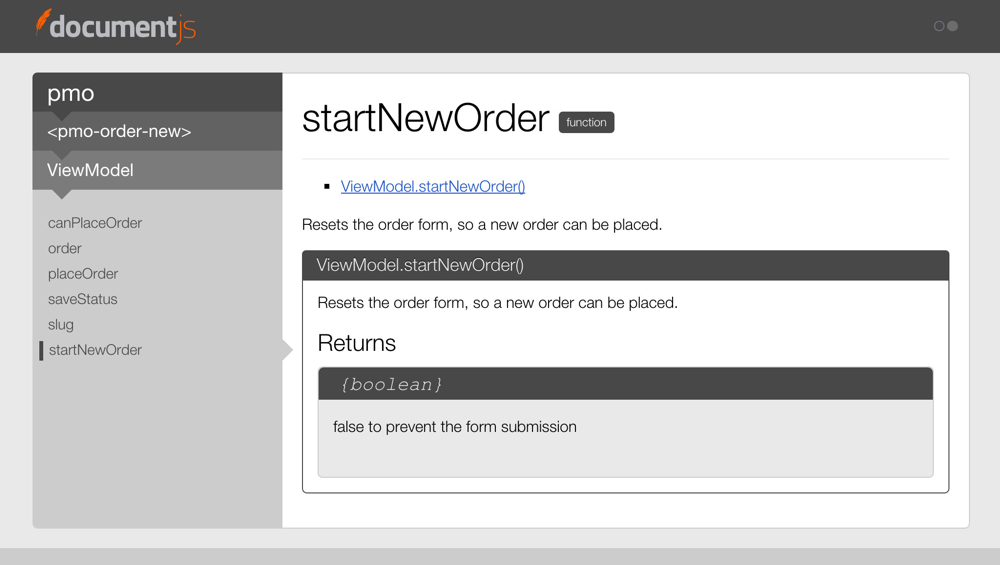 documentjs
pmo
<pmo-order-new>
ViewModel
canPlaceOrder
order
placeOrder
saveStatus
slug
startNewOrder
startNewOrder function
ViewModel.startNewOrder()
Resets the order form, so a new order can be placed.
ViewModel.startNewOrder()
Resets the order form, so a new order can be placed.
Returns
{boolean}
false to prevent the form submission